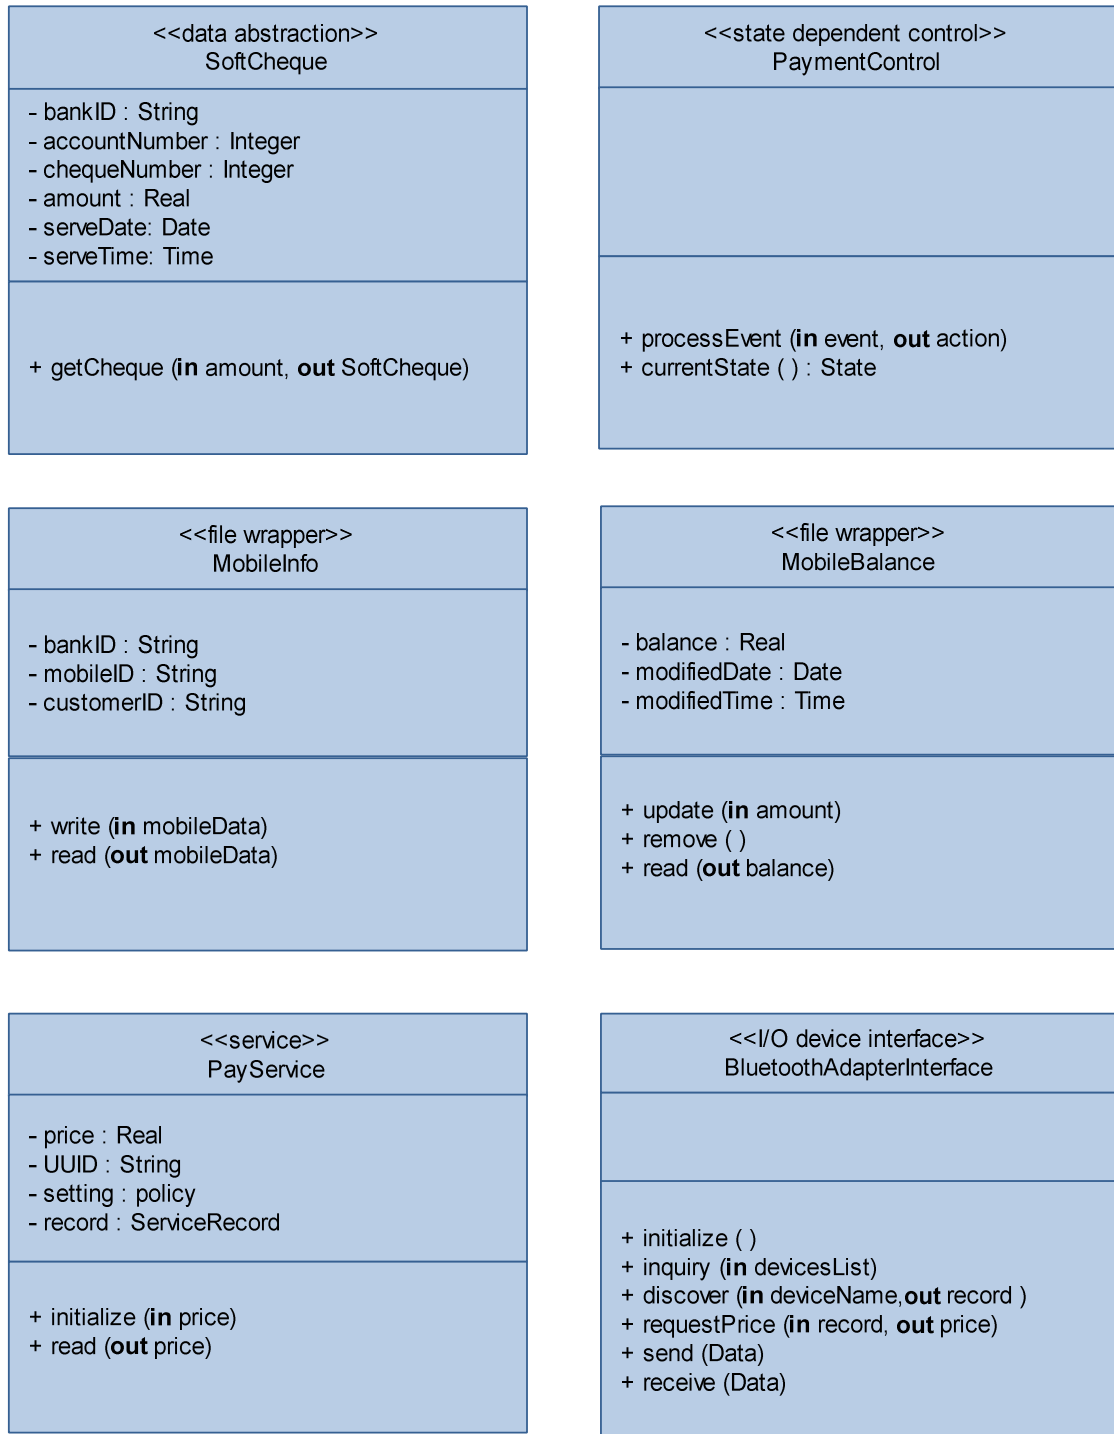 <<data abstraction>>
SoftCheque
- bankID : String
- accountNumber : Integer
- chequeNumber : Integer
- amount : Real
- serveDate: Date
- serveTime: Time
+ getCheque (in amount, out SoftCheque)
<<state dependent control>>
PaymentControl
+ processEvent (in event, out action)
+ currentState ( ) : State
<<file wrapper>>
MobileInfo
- bankID : String
- mobileID : String
- customerID : String
+ write (in mobileData)
+ read (out mobileData)
<<file wrapper>>
MobileBalance
- balance : Real
- modifiedDate : Date
- modifiedTime : Time
+ update (in amount)
+ remove ( )
+ read (out balance)
<<service>>
PayService
- price : Real
- UUID : String
- setting : policy
- record : ServiceRecord
+ initialize (in price)
+ read (out price)
<<I/O device interface>>
BluetoothAdapterInterface
+ initialize ( )
+ inquiry (in devicesList)
+ discover (in deviceName,out record )
+ requestPrice (in record, out price)
+ send (Data)
+ receive (Data)